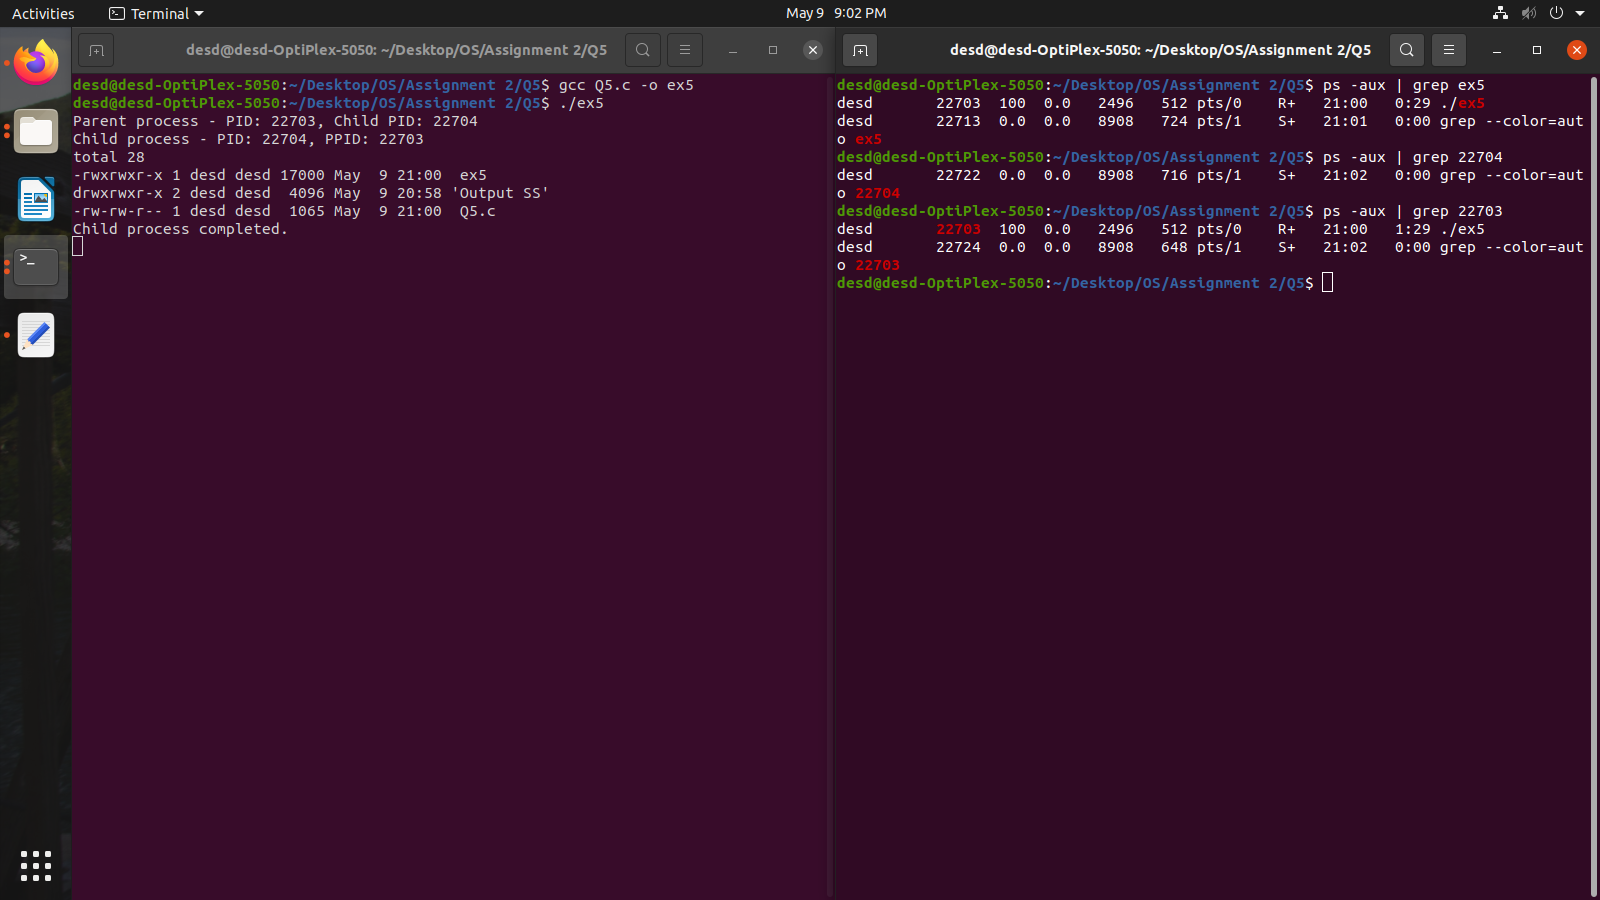 Activities
Terminal
May 9 9:02 PM
desd@desd-OptiPlex-5050: ~/Desktop/OS/Assignment 2/Q5
desd@desd-OptiPlex-5050:~/Desktop/OS/Assignment 2/Q5$ gcc Q5.c -o ex5
desd@desd-OptiPlex-5050:~/Desktop/OS/Assignment 2/Q5$ ./ex5
Parent process - PID: 22703, Child PID: 22704
Child process - PID: 22704, PPID: 22703
total 28
-rwxrwxr-x 1 desd desd 17000 May  9 21:00  ex5
drwxrwxr-x 2 desd desd  4096 May  9 20:58 'Output SS'
-rw-rw-r-- 1 desd desd  1065 May  9 21:00  Q5.c
Child process completed.
desd@desd-OptiPlex-5050: ~/Desktop/OS/Assignment 2/Q5
desd@desd-OptiPlex-5050:~/Desktop/OS/Assignment 2/Q5$ ps -aux | grep ex5
desd       22703  100  0.0   2496   512 pts/0    R+   21:00   0:29 ./ex5
desd       22713  0.0  0.0   8908   724 pts/1    S+   21:01   0:00 grep --color=aut
o ex5
desd@desd-OptiPlex-5050:~/Desktop/OS/Assignment 2/Q5$ ps -aux | grep 22704
desd       22722  0.0  0.0   8908   716 pts/1    S+   21:02   0:00 grep --color=aut
o 22704
desd@desd-OptiPlex-5050:~/Desktop/OS/Assignment 2/Q5$ ps -aux | grep 22703
desd       22703  100  0.0   2496   512 pts/0    R+   21:00   1:29 ./ex5
desd       22724  0.0  0.0   8908   648 pts/1    S+   21:02   0:00 grep --color=aut
o 22703
desd@desd-OptiPlex-5050:~/Desktop/OS/Assignment 2/Q5$